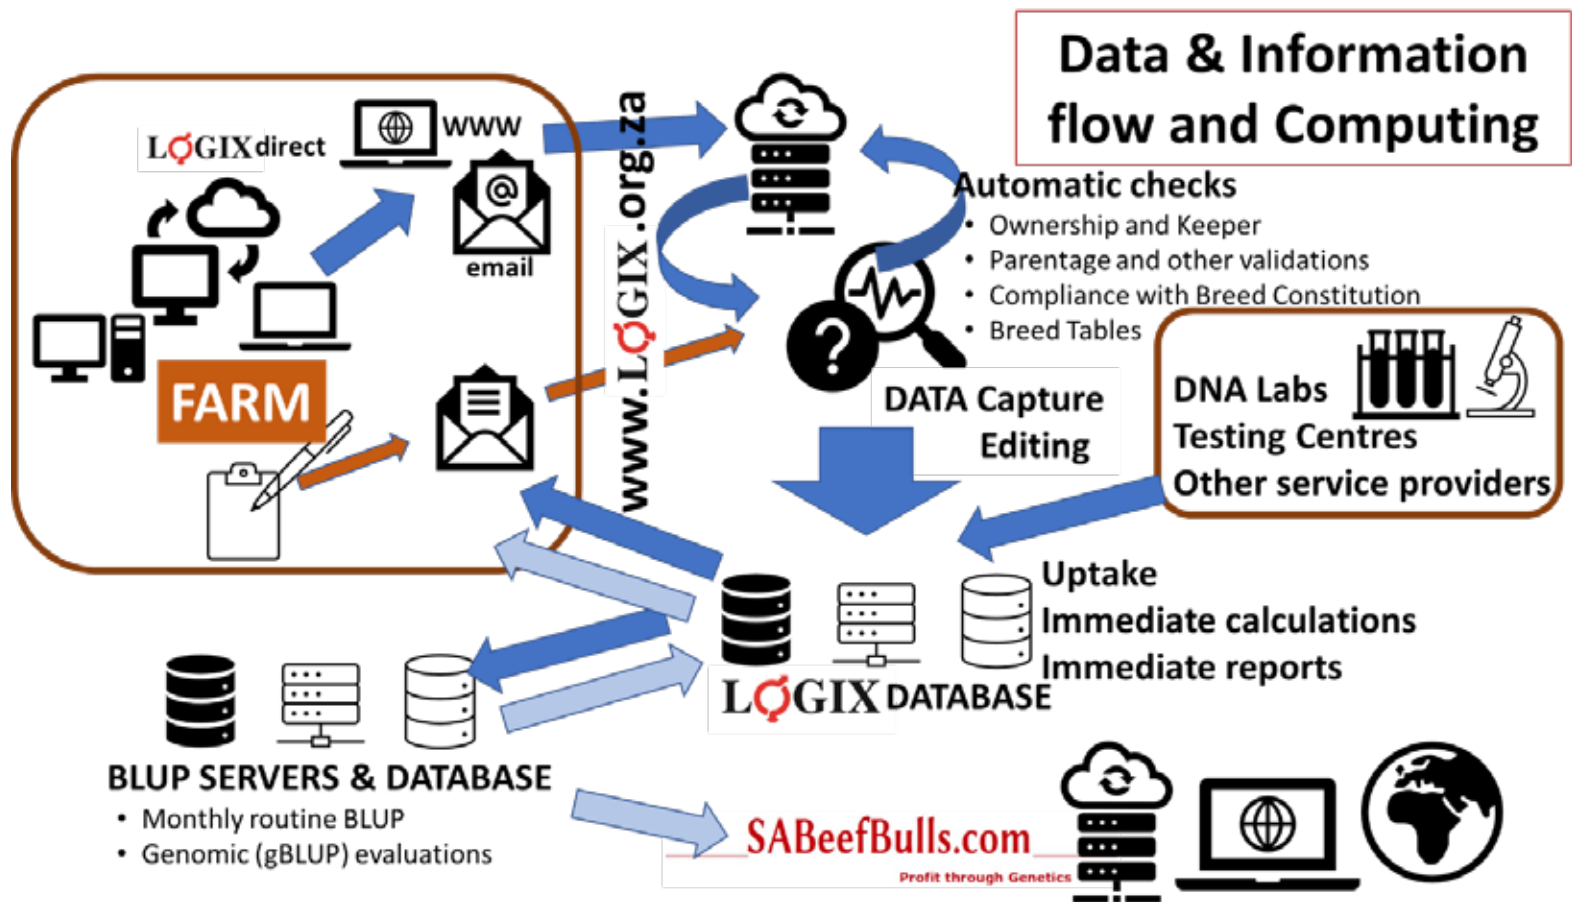 Data & Information
flow and Computing
LOGIX direct
www
@
email
FARM
www.LOGIX.org.za
Automatic checks
• Ownership and Keeper
• Parentage and other validations
• Compliance with Breed Constitution
• Breed Tables
?
DATA Capture
Editing
DNA Labs
Testing Centres
Other service providers
Uptake
Immediate calculations
Immediate reports
LOGIX DATABASE
BLUP SERVERS & DATABASE
• Monthly routine BLUP
• Genomic (gBLUP) evaluations
SABeefBulls.com
Profit through Genetics